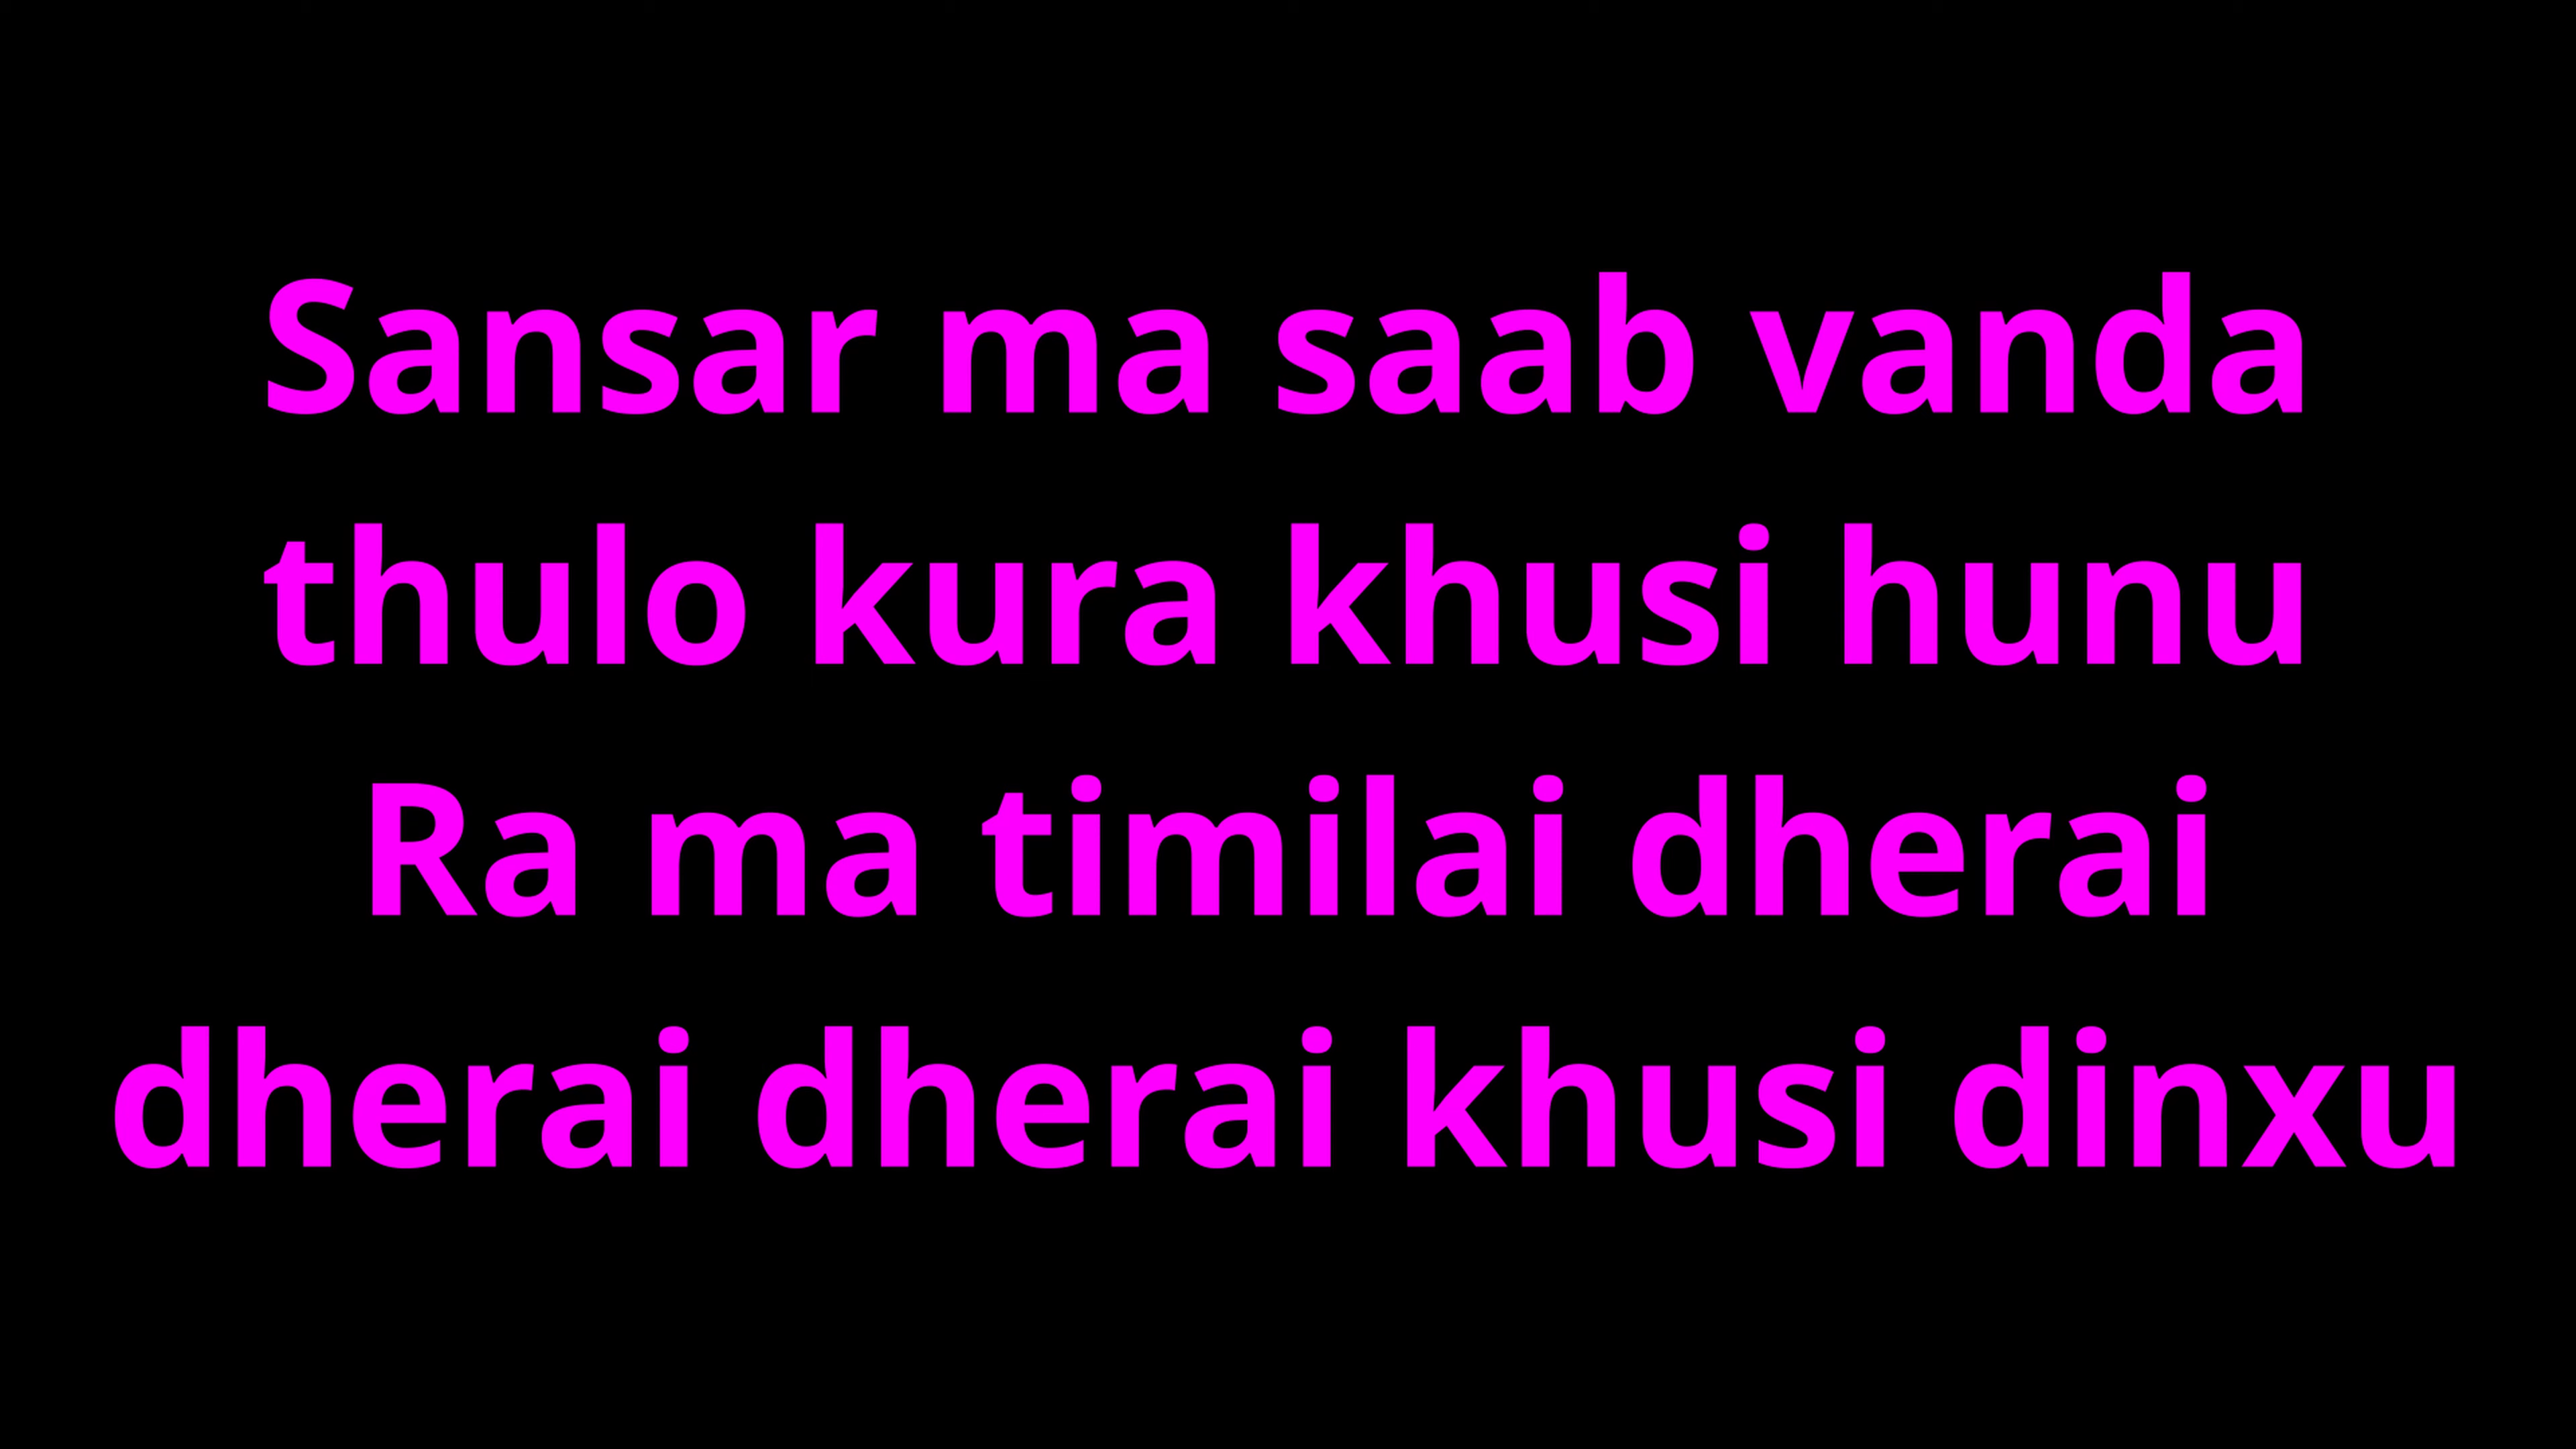 Sansar ma saab vanda
thulo kura khusi hunu
Ra ma timilai dherai
dherai dherai khusi dinxu